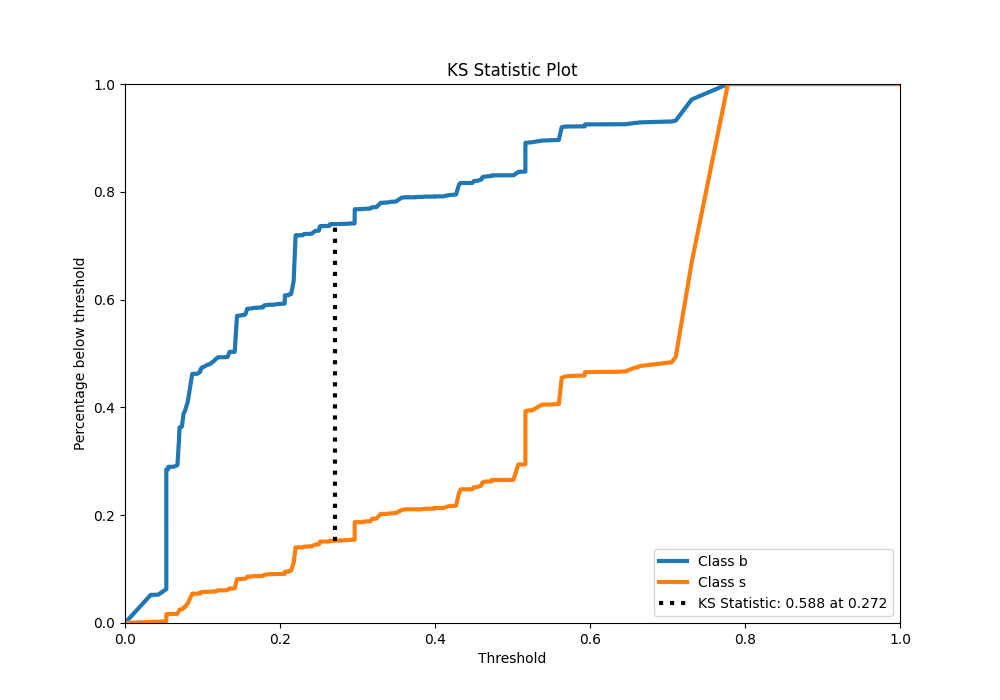 KS Statistic Plot
1.0
0.8
0.6
0.4
0.2
0.0
Percentage below threshold
0.0 0.2 0.4 0.6 0.8 1.0
Threshold
Class b
Class s
KS Statistic: 0.588 at 0.272